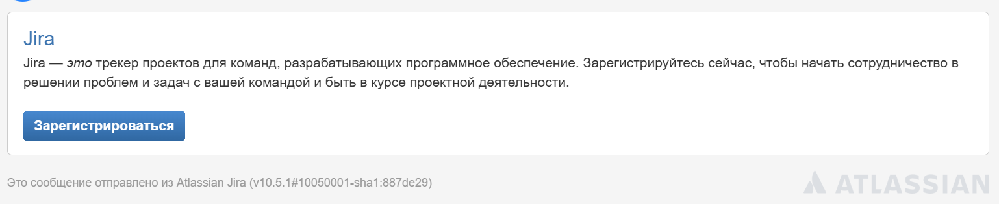 Jira
Jira — это трекер проектов для команд, разрабатывающих программное обеспечение. Зарегистрируйтесь сейчас, чтобы начать сотрудничество в
решении проблем и задач с вашей командой и быть в курсе проектной деятельности.
Зарегистрироваться
Это сообщение отправлено из Atlassian Jira (v10.5.1#10050001-sha1:887de29)
ATLASSIAN